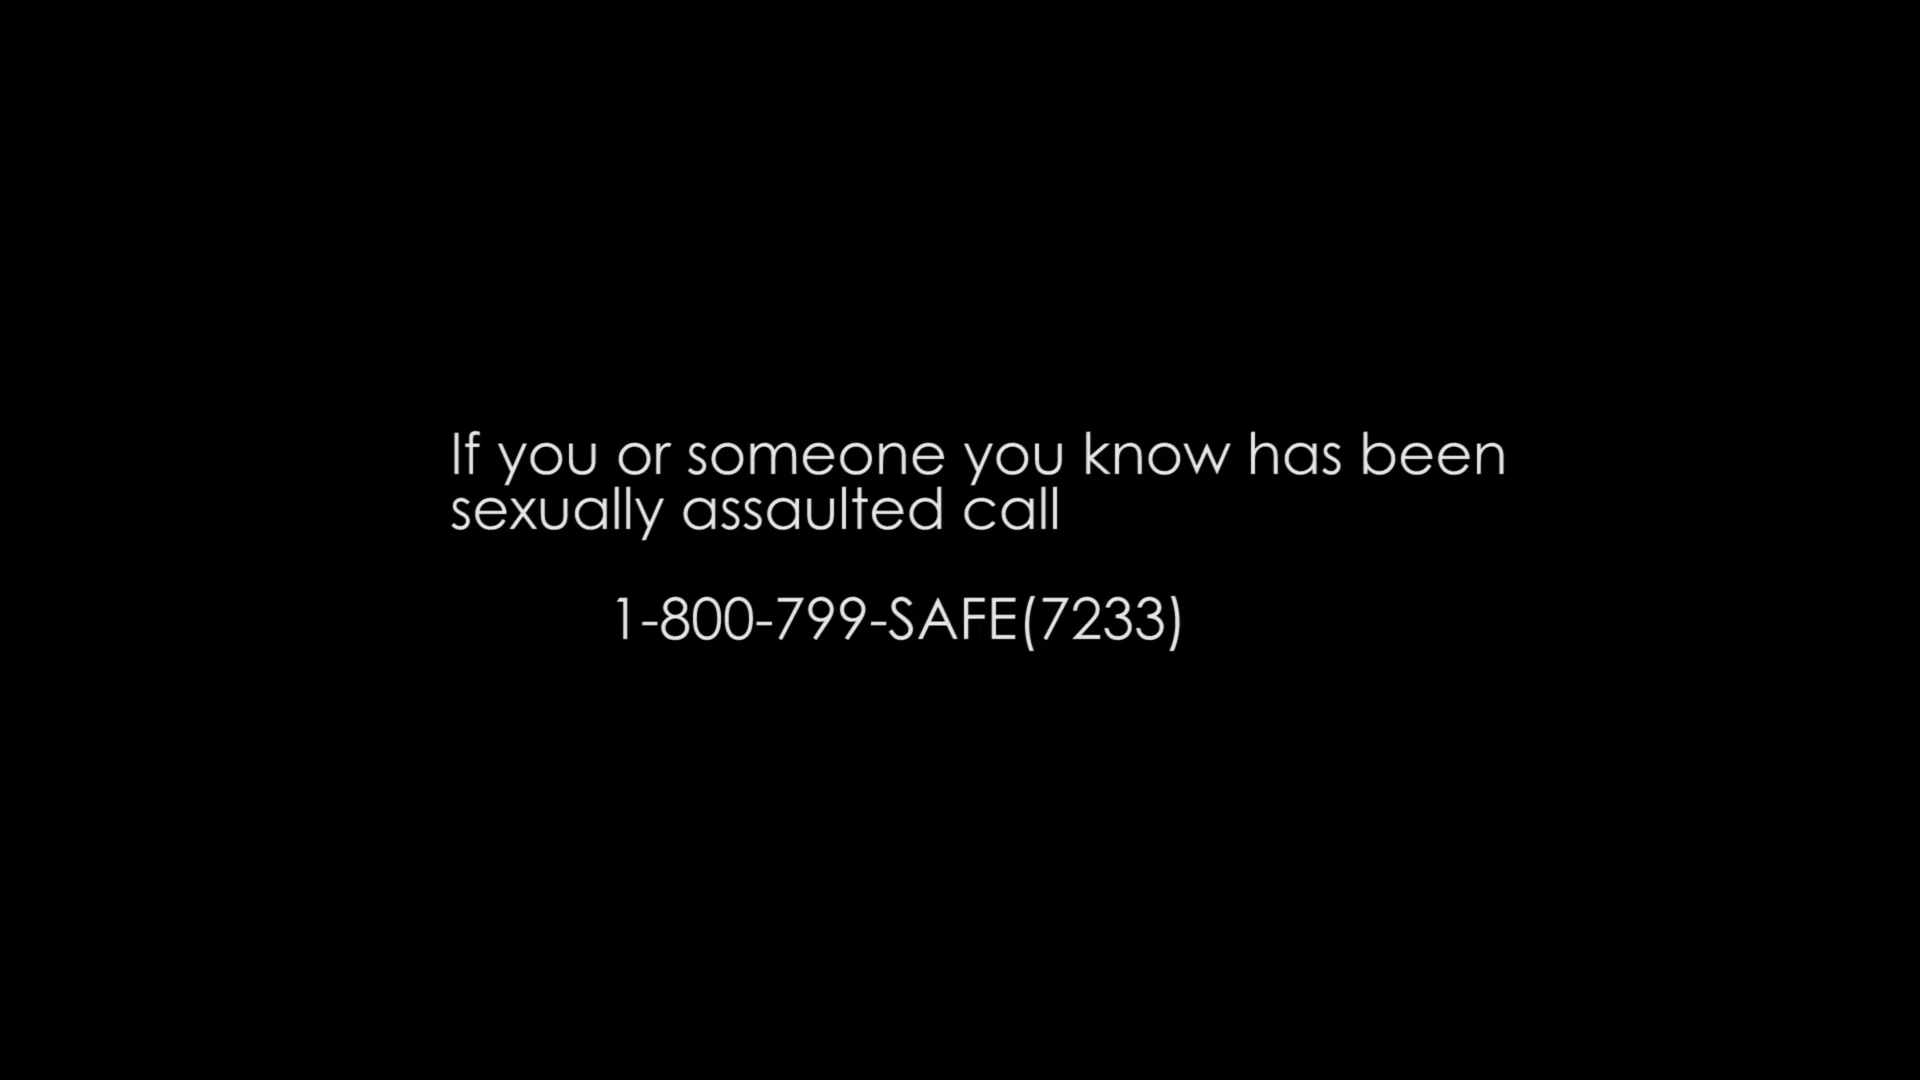 If you or someone you know has been
sexually assaulted call
1-800-799-SAFE(7233)